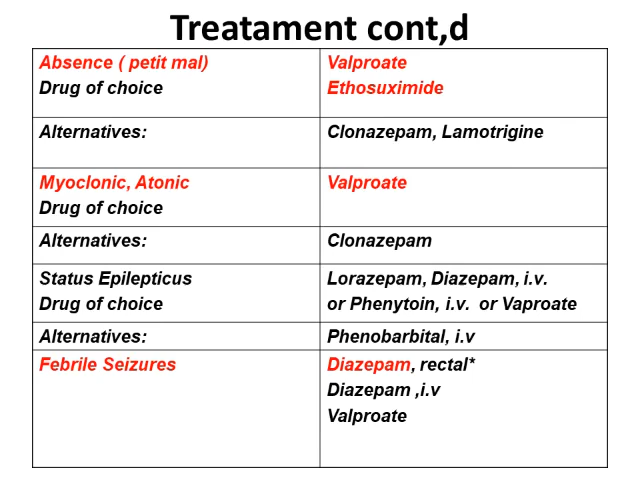 Treatament cont,d
Absence ( petit mal)
Drug of choice
Valproate
Ethosuximide
Alternatives:
Clonazepam, Lamotrigine
Myoclonic, Atonic
Drug of choice
Valproate
Alternatives:
Clonazepam
Status Epilepticus
Drug of choice
Lorazepam, Diazepam, i.v.
or Phenytoin, i.v. or Vaproate
Alternatives:
Phenobarbital, i.v
Febrile Seizures
Diazepam, rectal*
Diazepam ,i.v
Valproate